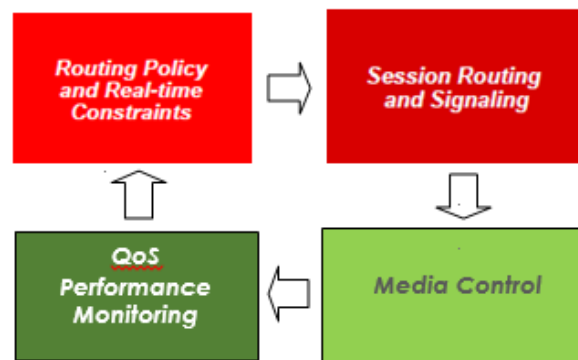 Routing Policy
and Real-time
Constraints
Session Routing
and Signaling
QoS
Performance
Monitoring
Media Control